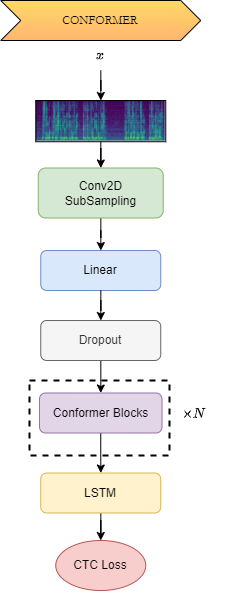 CONFORMER
x
Conv2D
SubSampling
Linear
Dropout
Conformer Blocks
×N
LSTM
CTC Loss